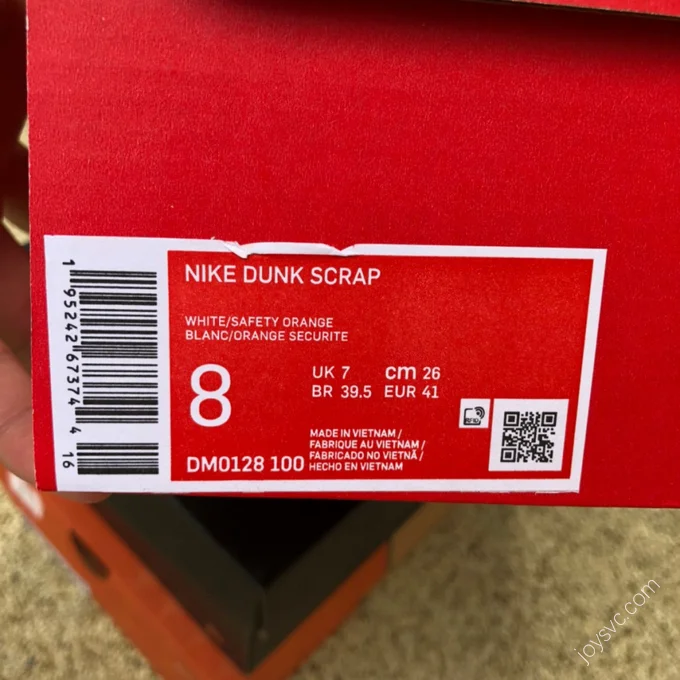 NIKE DUNK SCRAP
WHITE/SAFETY ORANGE
BLANC/ORANGE SECURITE
8
UK 7 cm 26
BR 39.5 EUR 41
RFID
MADE IN VIETNAM /
FABRIQUE AU VIETNAM /
FABRICADO NO VIETNÃ /
HECHO EN VIETNAM
DM0128 100
1 95242 67374 4
16
joysvc.com